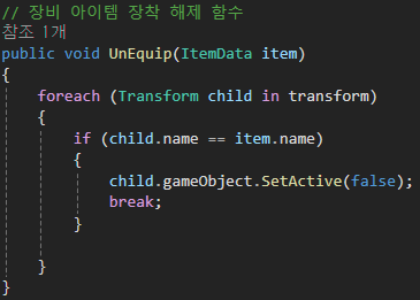 // 장비 아이템 장착 해제 함수
참조 1개
public void UnEquip(ItemData item)
{
    foreach (Transform child in transform)
    {
        if (child.name == item.name)
        {
            child.gameObject.SetActive(false);
            break;
        }
    }
}